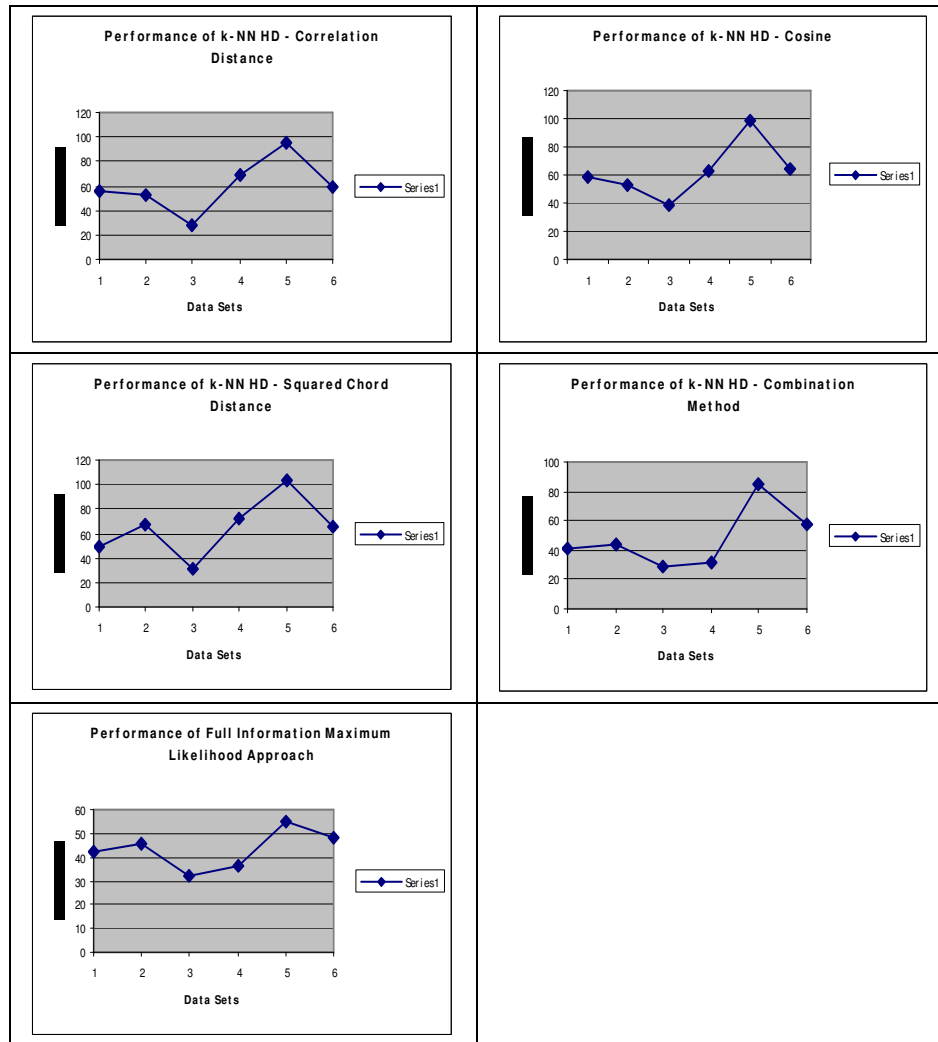 Performance of k-NN HD - Correlation
Distance
120
100
80
60
40
20
0
1 2 3 4 5 6
Data Sets
Series1
Performance of k-NN HD - Cosine
120
100
80
60
40
20
0
1 2 3 4 5 6
Data Sets
Series1
Performance of k-NN HD - Squared Chord
Distance
120
100
80
60
40
20
0
1 2 3 4 5 6
Data Sets
Series1
Performance of k-NN HD - Combination
Method
100
80
60
40
20
0
1 2 3 4 5 6
Data Sets
Series1
Performance of Full Information Maximum
Likelihood Approach
60
50
40
30
20
10
0
1 2 3 4 5 6
Data Sets
Series1